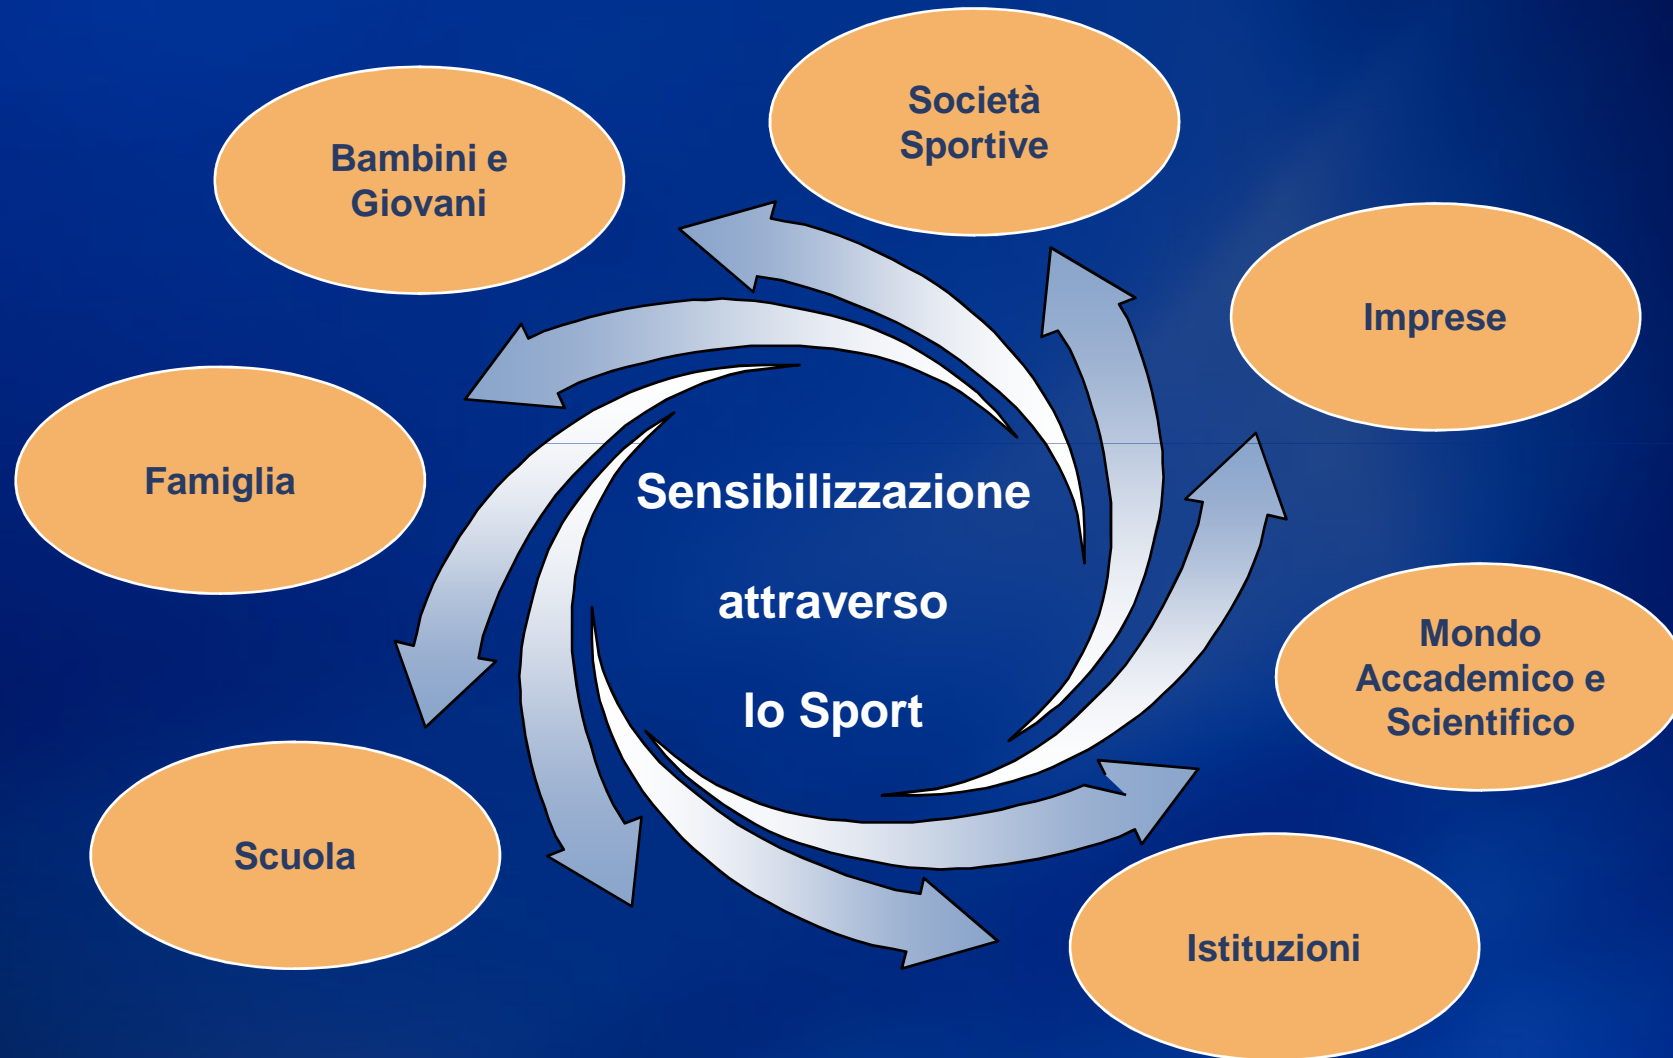 Società
Sportive
Bambini e
Giovani
Imprese
Famiglia
Sensibilizzazione
attraverso
lo Sport
Mondo
Accademico e
Scientifico
Scuola
Istituzioni